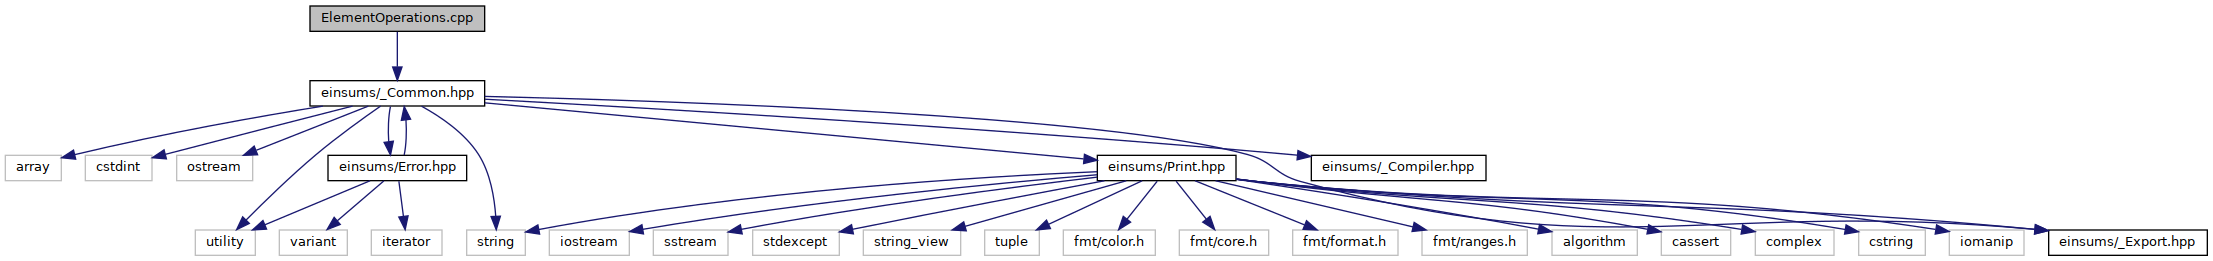 ElementOperations.cpp
einsums/_Common.hpp
array
cstdint
ostream
einsums/Error.hpp
einsums/Print.hpp
einsums/_Compiler.hpp
utility
variant
iterator
string
iostream
sstream
stdexcept
string_view
tuple
fmt/color.h
fmt/core.h
fmt/format.h
fmt/ranges.h
algorithm
cassert
complex
cstring
iomanip
einsums/_Export.hpp